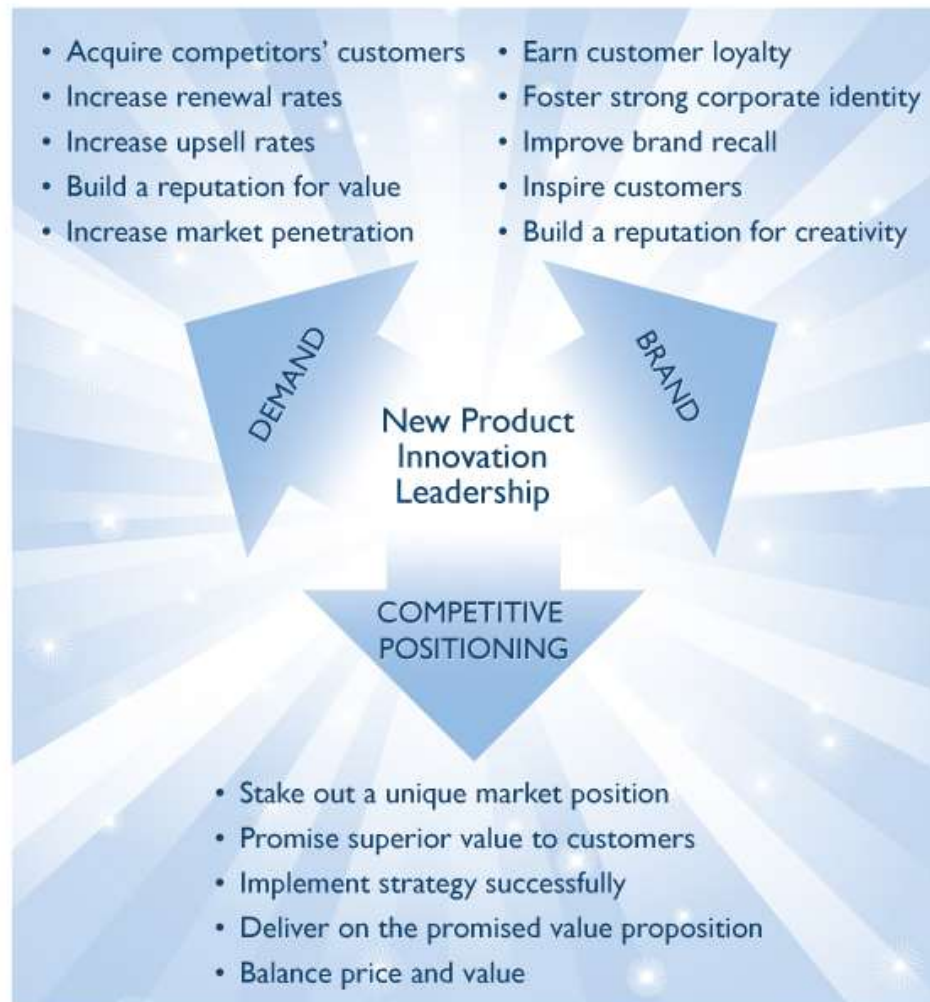 • Acquire competitors’ customers
• Increase renewal rates
• Increase upsell rates
• Build a reputation for value
• Increase market penetration
• Earn customer loyalty
• Foster strong corporate identity
• Improve brand recall
• Inspire customers
• Build a reputation for creativity
DEMAND
BRAND
New Product
Innovation
Leadership
COMPETITIVE
POSITIONING
• Stake out a unique market position
• Promise superior value to customers
• Implement strategy successfully
• Deliver on the promised value proposition
• Balance price and value